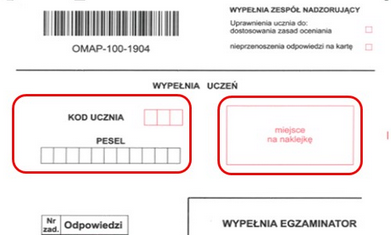 WYPEŁNIA ZESPÓŁ NADZORUJĄCY
Uprawnienia ucznia do:
dostosowania zasad oceniania
nieprzenoszenia odpowiedzi na kartę
OMAP-100-1904
WYPEŁNIA UCZEŃ
KOD UCZNIA
PESEL
miejsce
na naklejkę
Nr
zad.
Odpowiedzi
WYPEŁNIA EGZAMINATOR